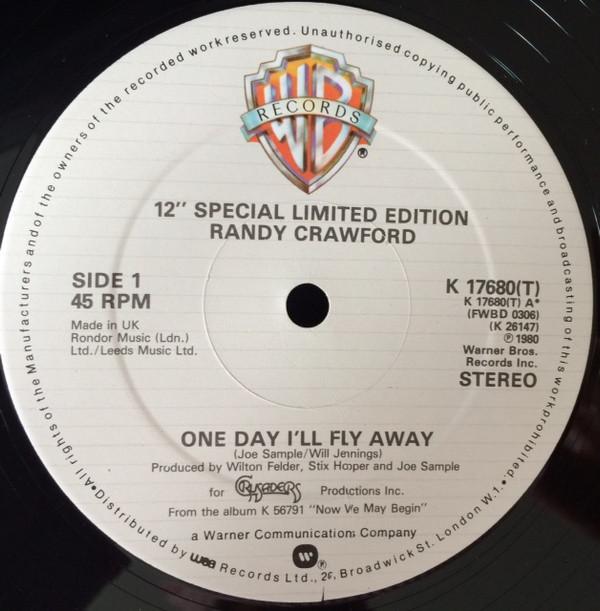 All rights of the Manufacturers and of the owners of the recorded work reserved. Unauthorised copying public performance and broadcasting of this work prohibited.
WB
RECORDS
®
12" SPECIAL LIMITED EDITION
RANDY CRAWFORD
SIDE 1
45 RPM
Made in UK
Rondor Music (Ldn.)
Ltd./Leeds Music Ltd.
K 17680(T)
K 17680(T) A*
(FWBD 0306)
(K 26147)
℗ 1980
Warner Bros.
Records Inc.
STEREO
ONE DAY I'LL FLY AWAY
(Joe Sample/Will Jennings)
Produced by Wilton Felder, Stix Hooper and Joe Sample
for CRUSADERS Productions Inc.
From the album K 56791 "Now We May Begin"
a Warner Communications Company
®
•Distributed by wea Records Ltd., 20, Broadwick St. London W.1.•